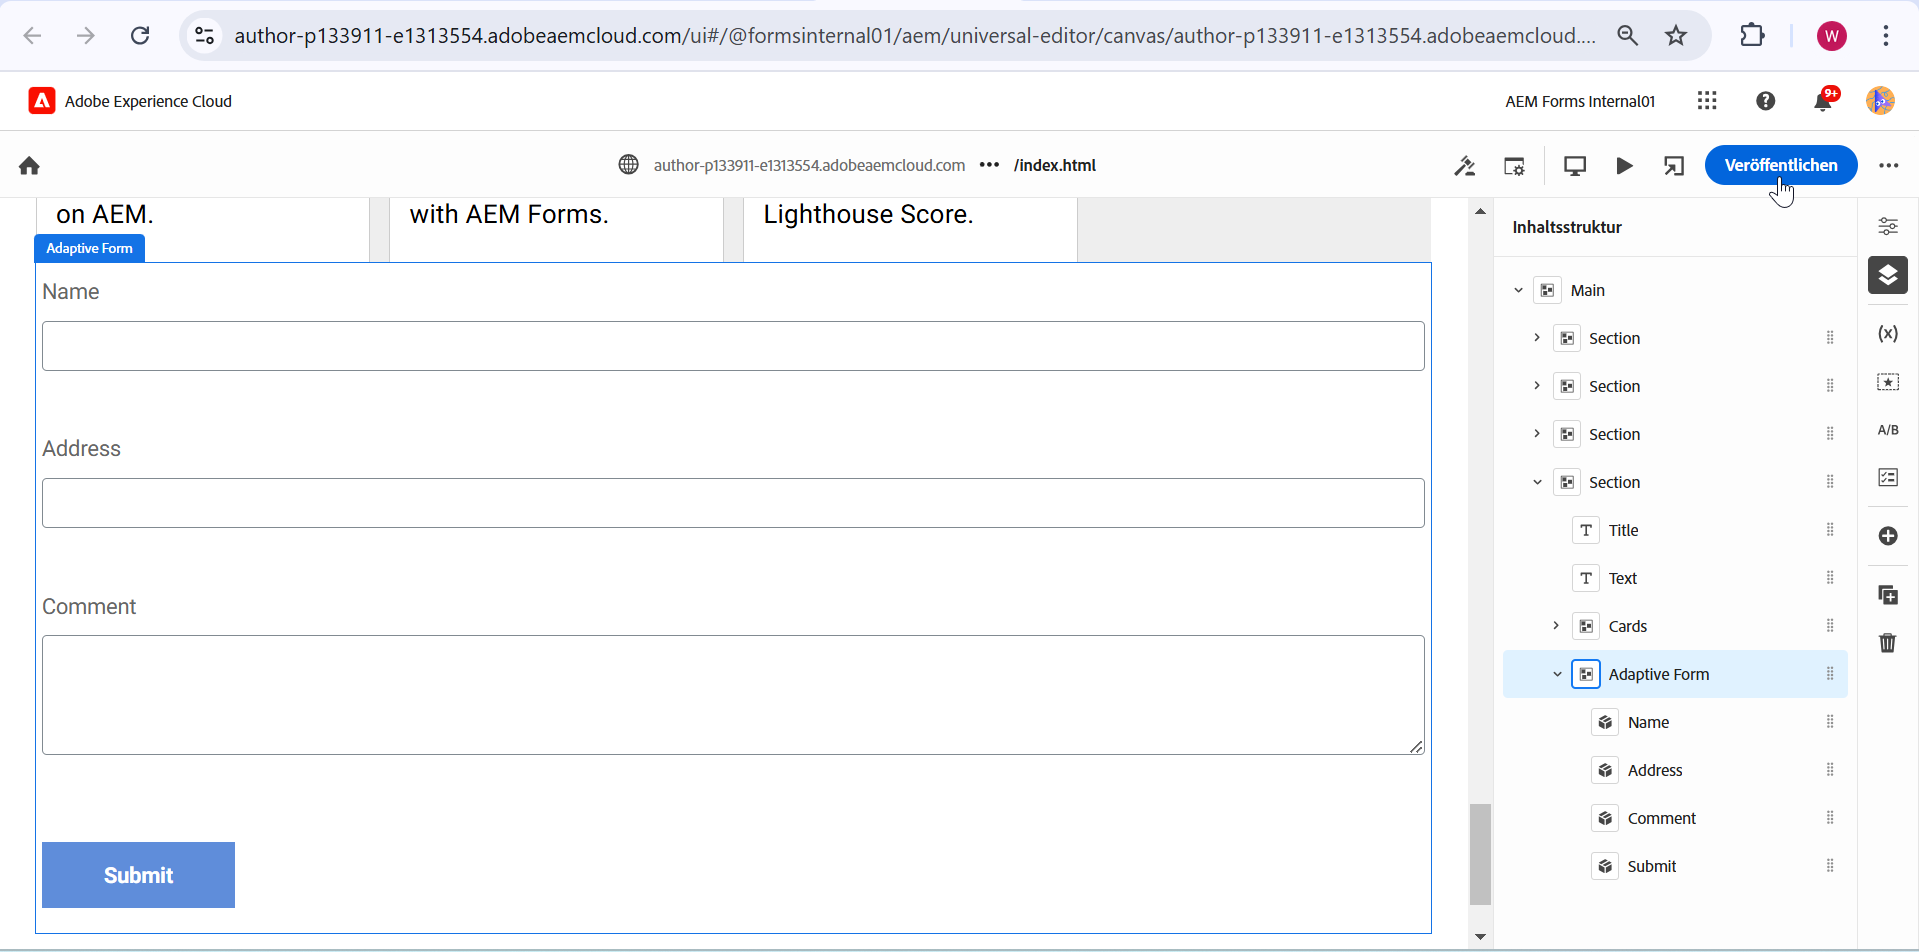 author-p133911-e1313554.adobeaemcloud.com/ui#/@formsinternal01/aem/universal-editor/canvas/author-p133911-e1313554.adobeaemcloud....
W
Adobe Experience Cloud
AEM Forms Internal01
9+
author-p133911-e1313554.adobeaemcloud.com ••• /index.html
Veröffentlichen
on AEM.
with AEM Forms.
Lighthouse Score.
Adaptive Form
Name
Address
Comment
Submit
Inhaltsstruktur
Main
Section
Section
Section
Section
T Title
T Text
Cards
Adaptive Form
Name
Address
Comment
Submit
(x)
A/B